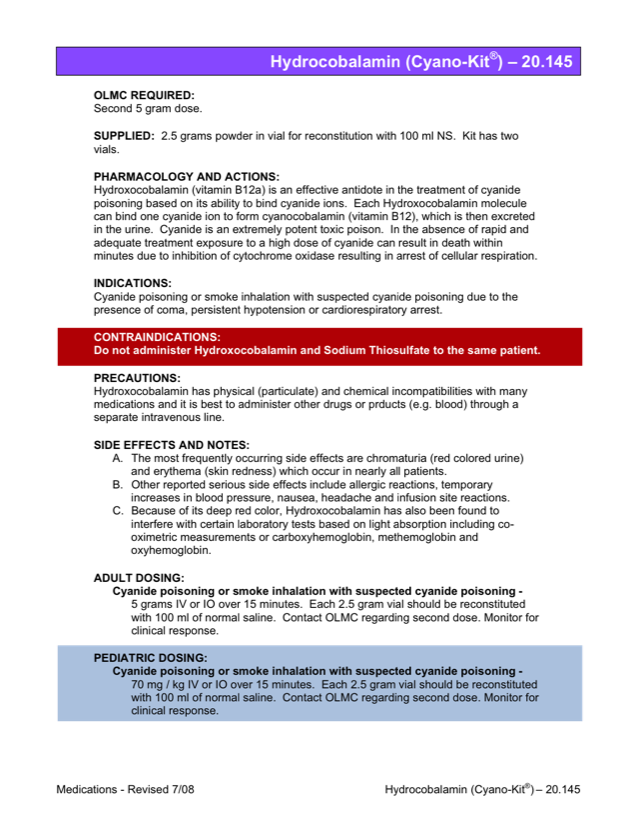 Hydrocobalamin (Cyano-Kit®) – 20.145
OLMC REQUIRED:
Second 5 gram dose.
SUPPLIED: 2.5 grams powder in vial for reconstitution with 100 ml NS. Kit has two
vials.
PHARMACOLOGY AND ACTIONS:
Hydroxocobalamin (vitamin B12a) is an effective antidote in the treatment of cyanide
poisoning based on its ability to bind cyanide ions. Each Hydroxocobalamin molecule
can bind one cyanide ion to form cyanocobalamin (vitamin B12), which is then excreted
in the urine. Cyanide is an extremely potent toxic poison. In the absence of rapid and
adequate treatment exposure to a high dose of cyanide can result in death within
minutes due to inhibition of cytochrome oxidase resulting in arrest of cellular respiration.
INDICATIONS:
Cyanide poisoning or smoke inhalation with suspected cyanide poisoning due to the
presence of coma, persistent hypotension or cardiorespiratory arrest.
CONTRAINDICATIONS:
Do not administer Hydroxocobalamin and Sodium Thiosulfate to the same patient.
PRECAUTIONS:
Hydroxocobalamin has physical (particulate) and chemical incompatibilities with many
medications and it is best to administer other drugs or prducts (e.g. blood) through a
separate intravenous line.
SIDE EFFECTS AND NOTES:
A. The most frequently occurring side effects are chromaturia (red colored urine)
and erythema (skin redness) which occur in nearly all patients.
B. Other reported serious side effects include allergic reactions, temporary
increases in blood pressure, nausea, headache and infusion site reactions.
C. Because of its deep red color, Hydroxocobalamin has also been found to
interfere with certain laboratory tests based on light absorption including co-
oximetric measurements or carboxyhemoglobin, methemoglobin and
oxyhemoglobin.
ADULT DOSING:
Cyanide poisoning or smoke inhalation with suspected cyanide poisoning -
5 grams IV or IO over 15 minutes. Each 2.5 gram vial should be reconstituted
with 100 ml of normal saline. Contact OLMC regarding second dose. Monitor for
clinical response.
PEDIATRIC DOSING:
Cyanide poisoning or smoke inhalation with suspected cyanide poisoning -
70 mg / kg IV or IO over 15 minutes. Each 2.5 gram vial should be reconstituted
with 100 ml of normal saline. Contact OLMC regarding second dose. Monitor for
clinical response.
Medications - Revised 7/08 Hydrocobalamin (Cyano-Kit®) – 20.145